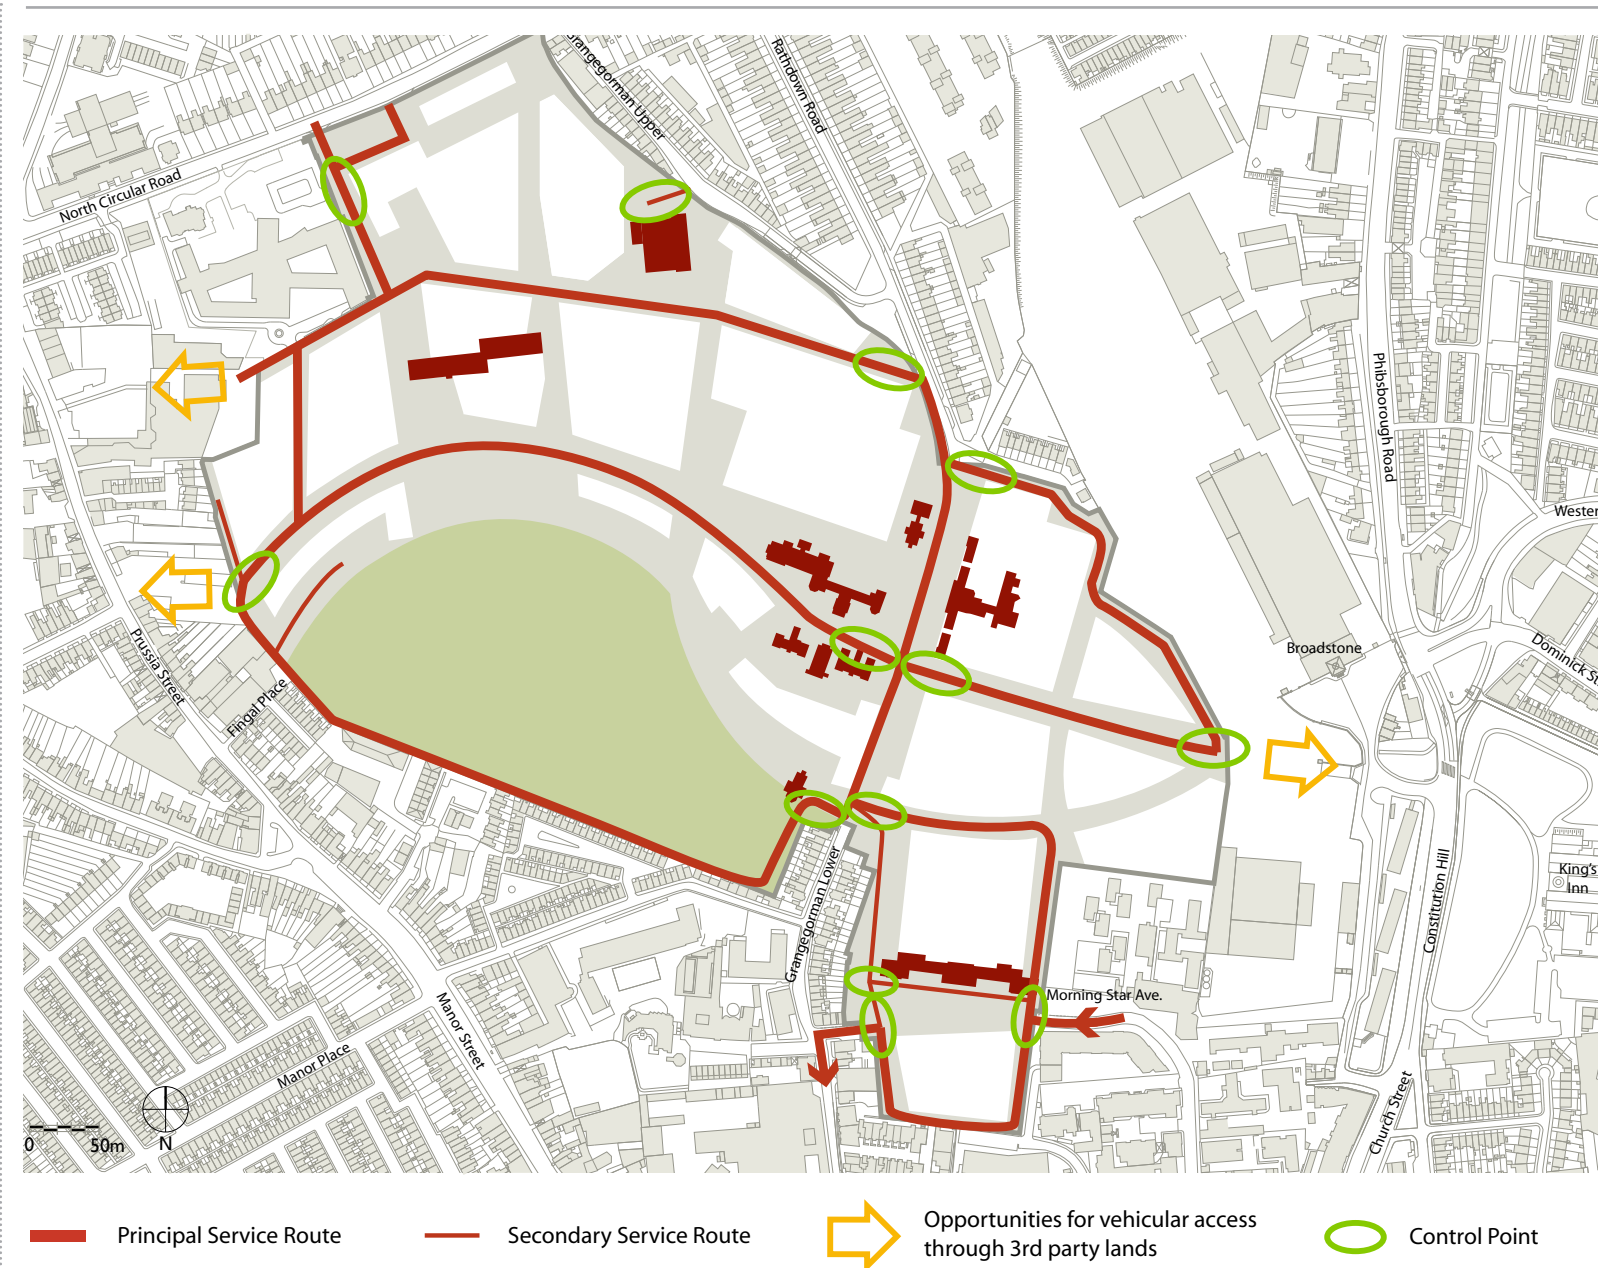 Grangegorman Upper
Rathdown Road
North Circular Road
Phibsborough Road
Wester
Prussia Street
Fingal Place
Broadstone
Dominick St
King's
Inn
Constitution Hill
Grangegorman Lower
Morning Star Ave.
Manor Street
Manor Place
Church Street
0 50m
N
Principal Service Route
Secondary Service Route
Opportunities for vehicular access
through 3rd party lands
Control Point